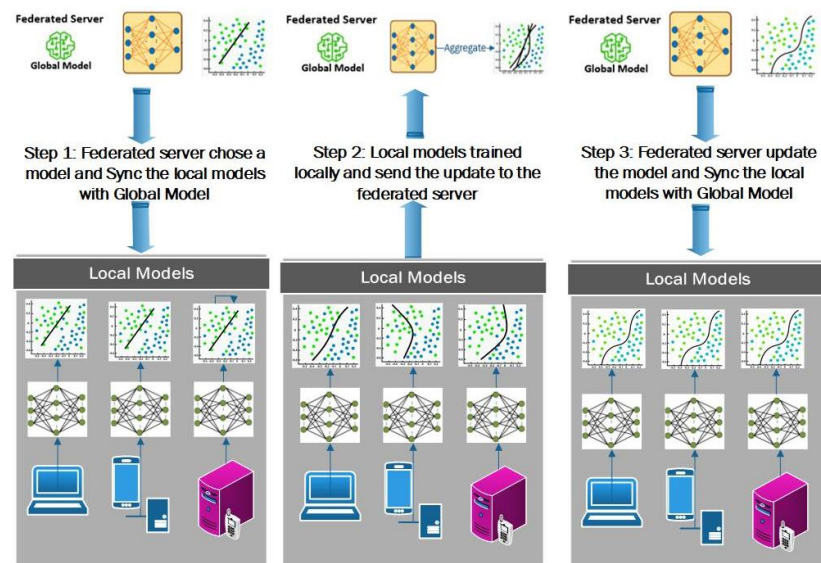 Federated Server
Global Model
Step 1: Federated server chose a
model and Sync the local models
with Global Model
Local Models
Federated Server
Global Model
Aggregate
Step 2: Local models trained
locally and send the update to the
federated server
Local Models
Federated Server
Global Model
Step 3: Federated server update
the model and Sync the local
models with Global Model
Local Models